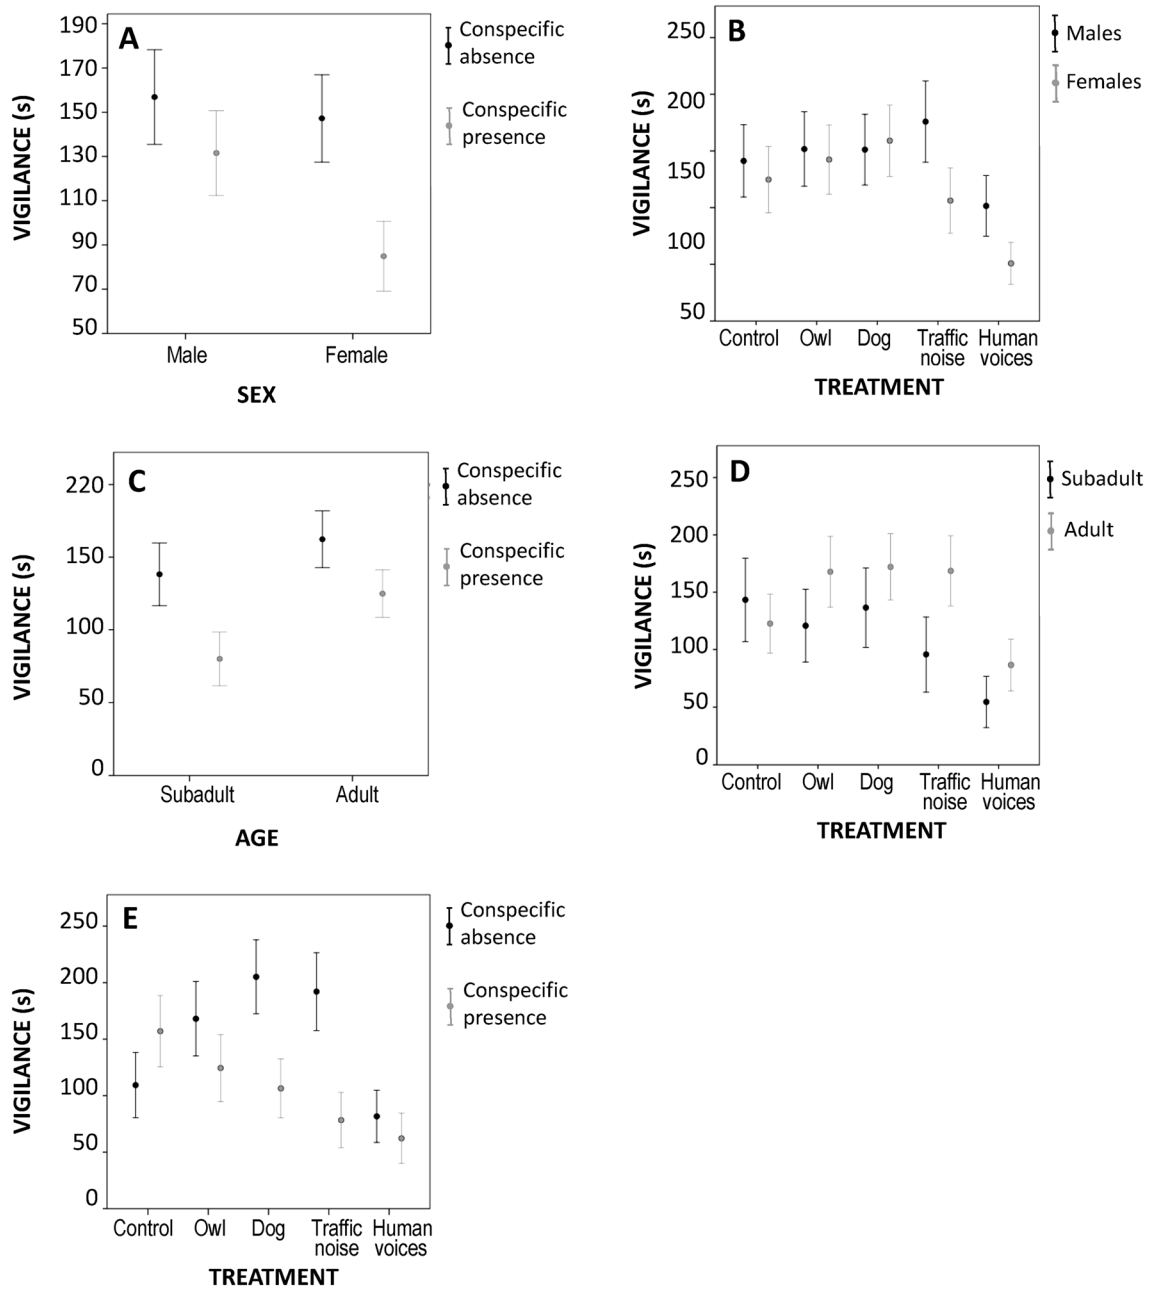 A
VIGILANCE (s)
190
170
150
130
110
90
70
50
Male
Female
SEX
Conspecific
absence
Conspecific
presence
B
VIGILANCE (s)
250
200
150
100
50
Control
Owl
Dog
Traffic
noise
Human
voices
TREATMENT
Males
Females
C
VIGILANCE (s)
220
150
100
50
0
Subadult
Adult
AGE
Conspecific
absence
Conspecific
presence
D
VIGILANCE (s)
250
200
150
100
50
0
Control
Owl
Dog
Traffic
noise
Human
voices
TREATMENT
Subadult
Adult
E
VIGILANCE (s)
250
200
150
100
50
0
Control
Owl
Dog
Traffic
noise
Human
voices
TREATMENT
Conspecific
absence
Conspecific
presence